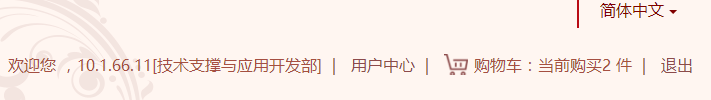 简体中文
欢迎您 ，10.1.66.11[技术支撑与应用开发部] | 用户中心 | 购物车：当前购买2 件 | 退出